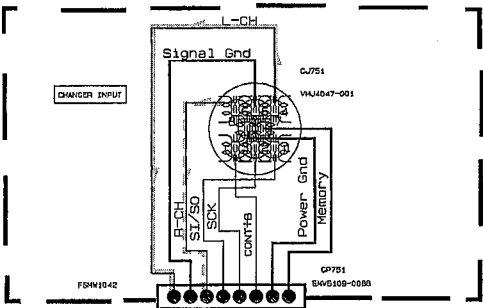 L-CH
Signal Gnd
CJ751
VMJ4047-001
CHANGER INPUT
R-CH
SI/SO
SCK
CONT+B
Power Gnd
Memory
FSMW1042
CP751
EMV5109-008B